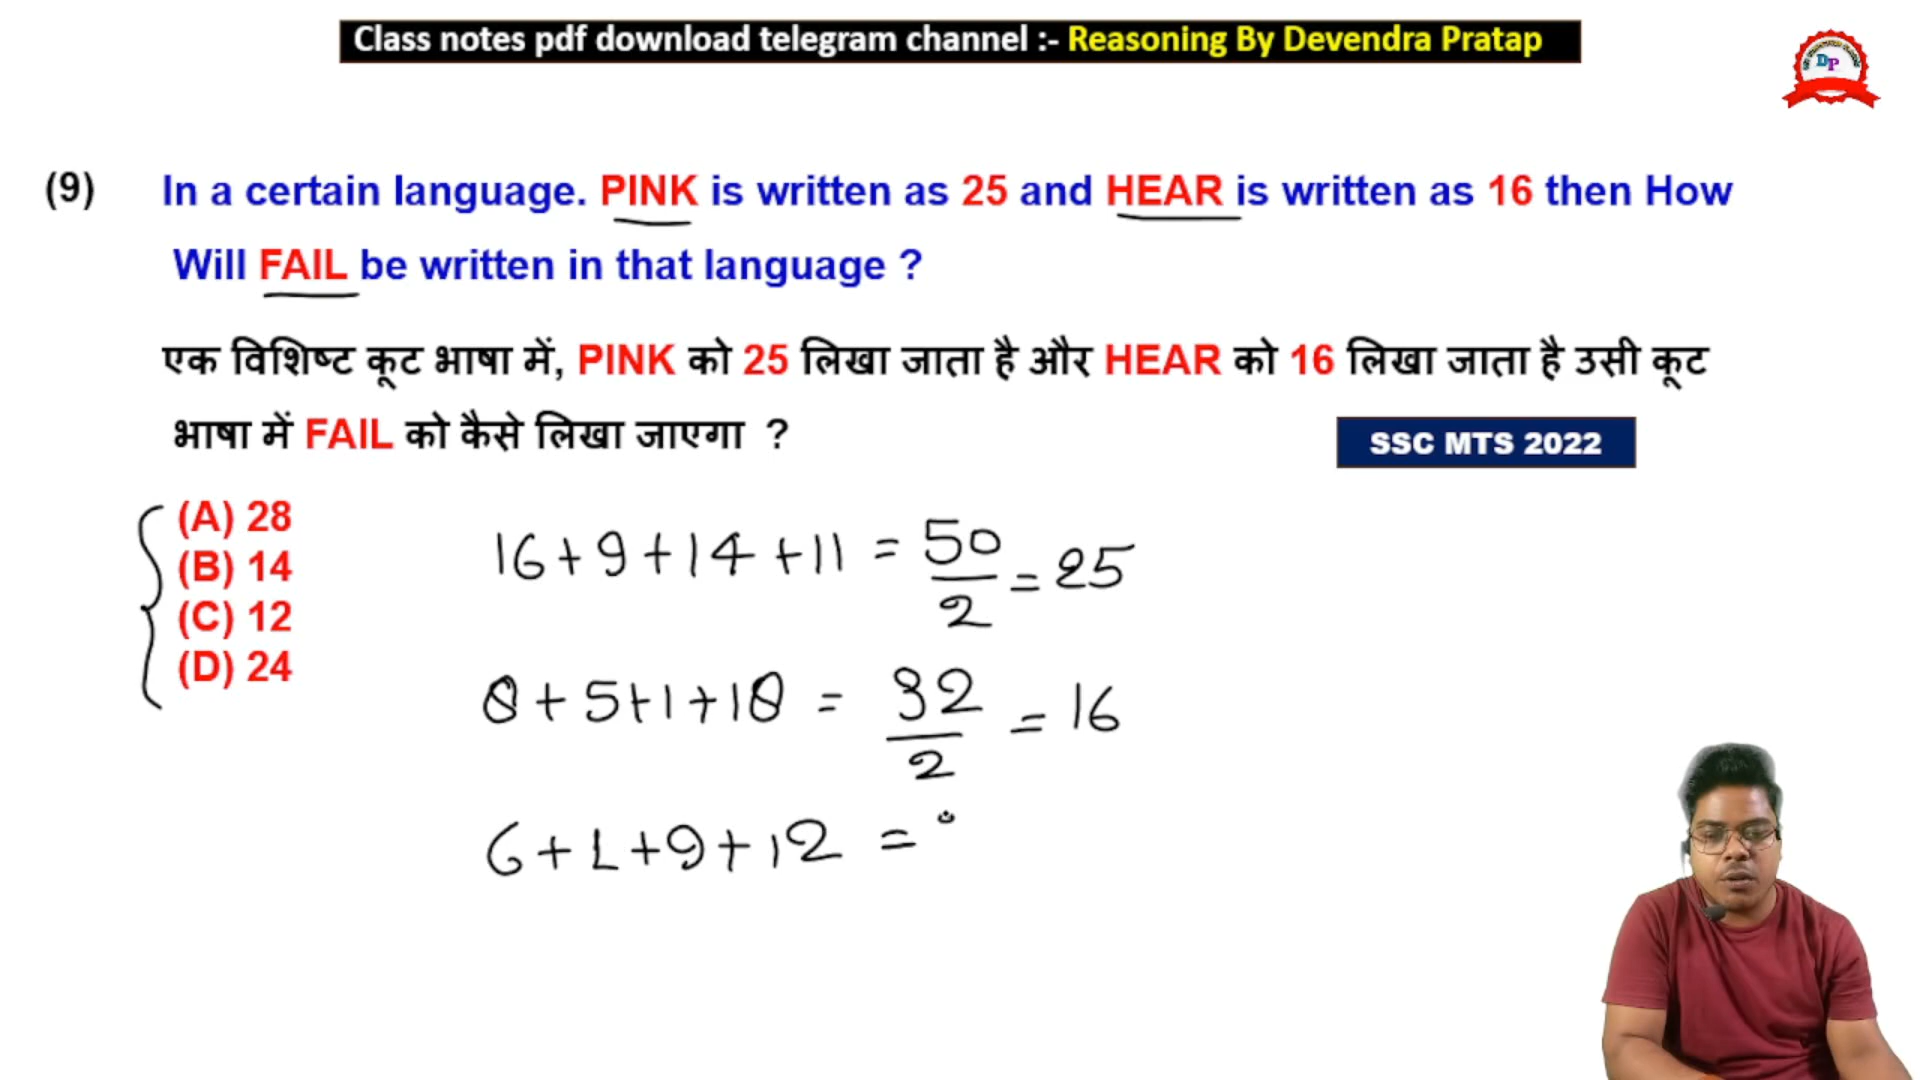 Class notes pdf download telegram channel :- Reasoning By Devendra Pratap
DP
(9) In a certain language. PINK is written as 25 and HEAR is written as 16 then How
Will FAIL be written in that language ?
एक विशिष्ट कूट भाषा में, PINK को 25 लिखा जाता है और HEAR को 16 लिखा जाता है उसी कूट
भाषा में FAIL को कैसे लिखा जाएगा ?
SSC MTS 2022
(A) 28
(B) 14
(C) 12
(D) 24
16+9+14+11 = 50/2 = 25
8+5+1+18 = 32/2 = 16
6+1+9+12 =